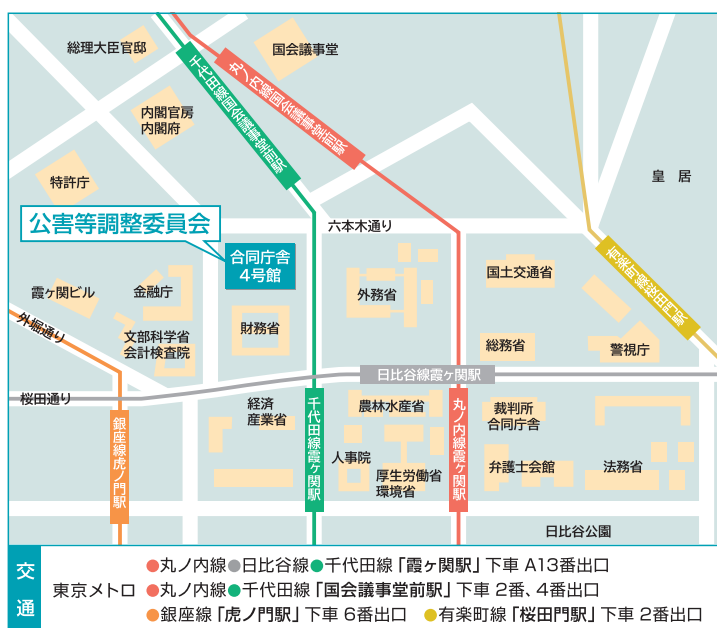 総理大臣官邸
国会議事堂
千代田線国会議事堂前駅
丸ノ内線国会議事堂前駅
内閣官房
内閣府
特許庁
皇居
公害等調整委員会
六本木通り
合同庁舎
4号館
有楽町線桜田門駅
霞ヶ関ビル
金融庁
外務省
国土交通省
外堀通り
文部科学省
会計検査院
財務省
総務省
警視庁
日比谷線霞ヶ関駅
桜田通り
銀座線虎ノ門駅
経済
産業省
千代田線霞ヶ関駅
農林水産省
丸ノ内線霞ヶ関駅
裁判所
合同庁舎
人事院
厚生労働省
環境省
弁護士会館
法務省
日比谷公園
交通
東京メトロ
●丸ノ内線●日比谷線●千代田線「霞ヶ関駅」下車 A13番出口
●丸ノ内線●千代田線「国会議事堂前駅」下車 2番、4番出口
●銀座線「虎ノ門駅」下車 6番出口 ●有楽町線「桜田門駅」下車 2番出口